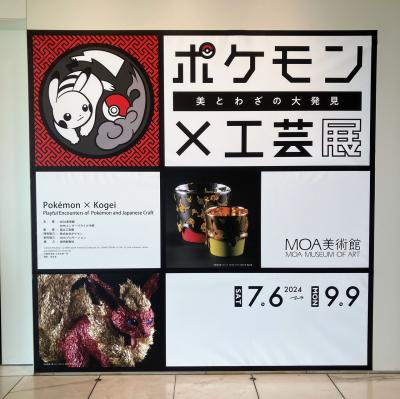 ポケモン
美とわざの大発見
×工芸展
Pokémon × Kogei
Playful Encounters of Pokémon and Japanese Craft
MOA美術館
MOA MUSEUM OF ART
SAT 7.6 2024 → MON 9.9